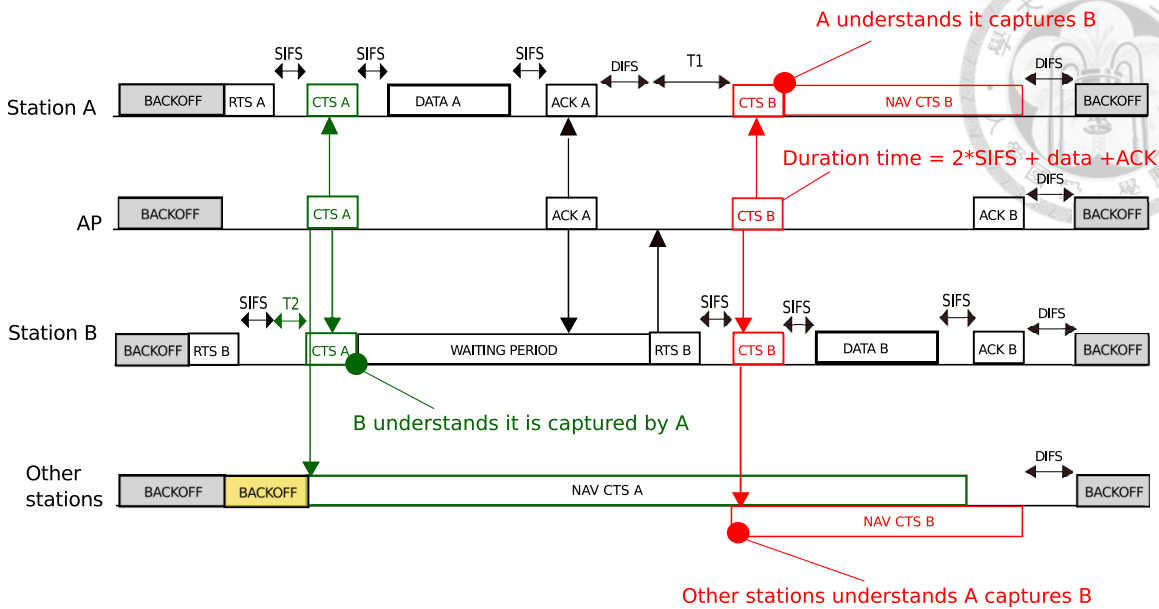 A understands it captures B
SIFS SIFS SIFS DIFS T1 DIFS
Station A BACKOFF RTS A CTS A DATA A ACK A CTS B NAV CTS B BACKOFF
Duration time = 2*SIFS + data +ACK
DIFS
AP BACKOFF CTS A ACK A CTS B ACK B BACKOFF
SIFS T2 SIFS SIFS SIFS DIFS
Station B BACKOFF RTS B CTS A WAITING PERIOD RTS B CTS B DATA B ACK B BACKOFF
B understands it is captured by A
DIFS
Other
stations BACKOFF BACKOFF NAV CTS A BACKOFF
NAV CTS B
Other stations understands A captures B